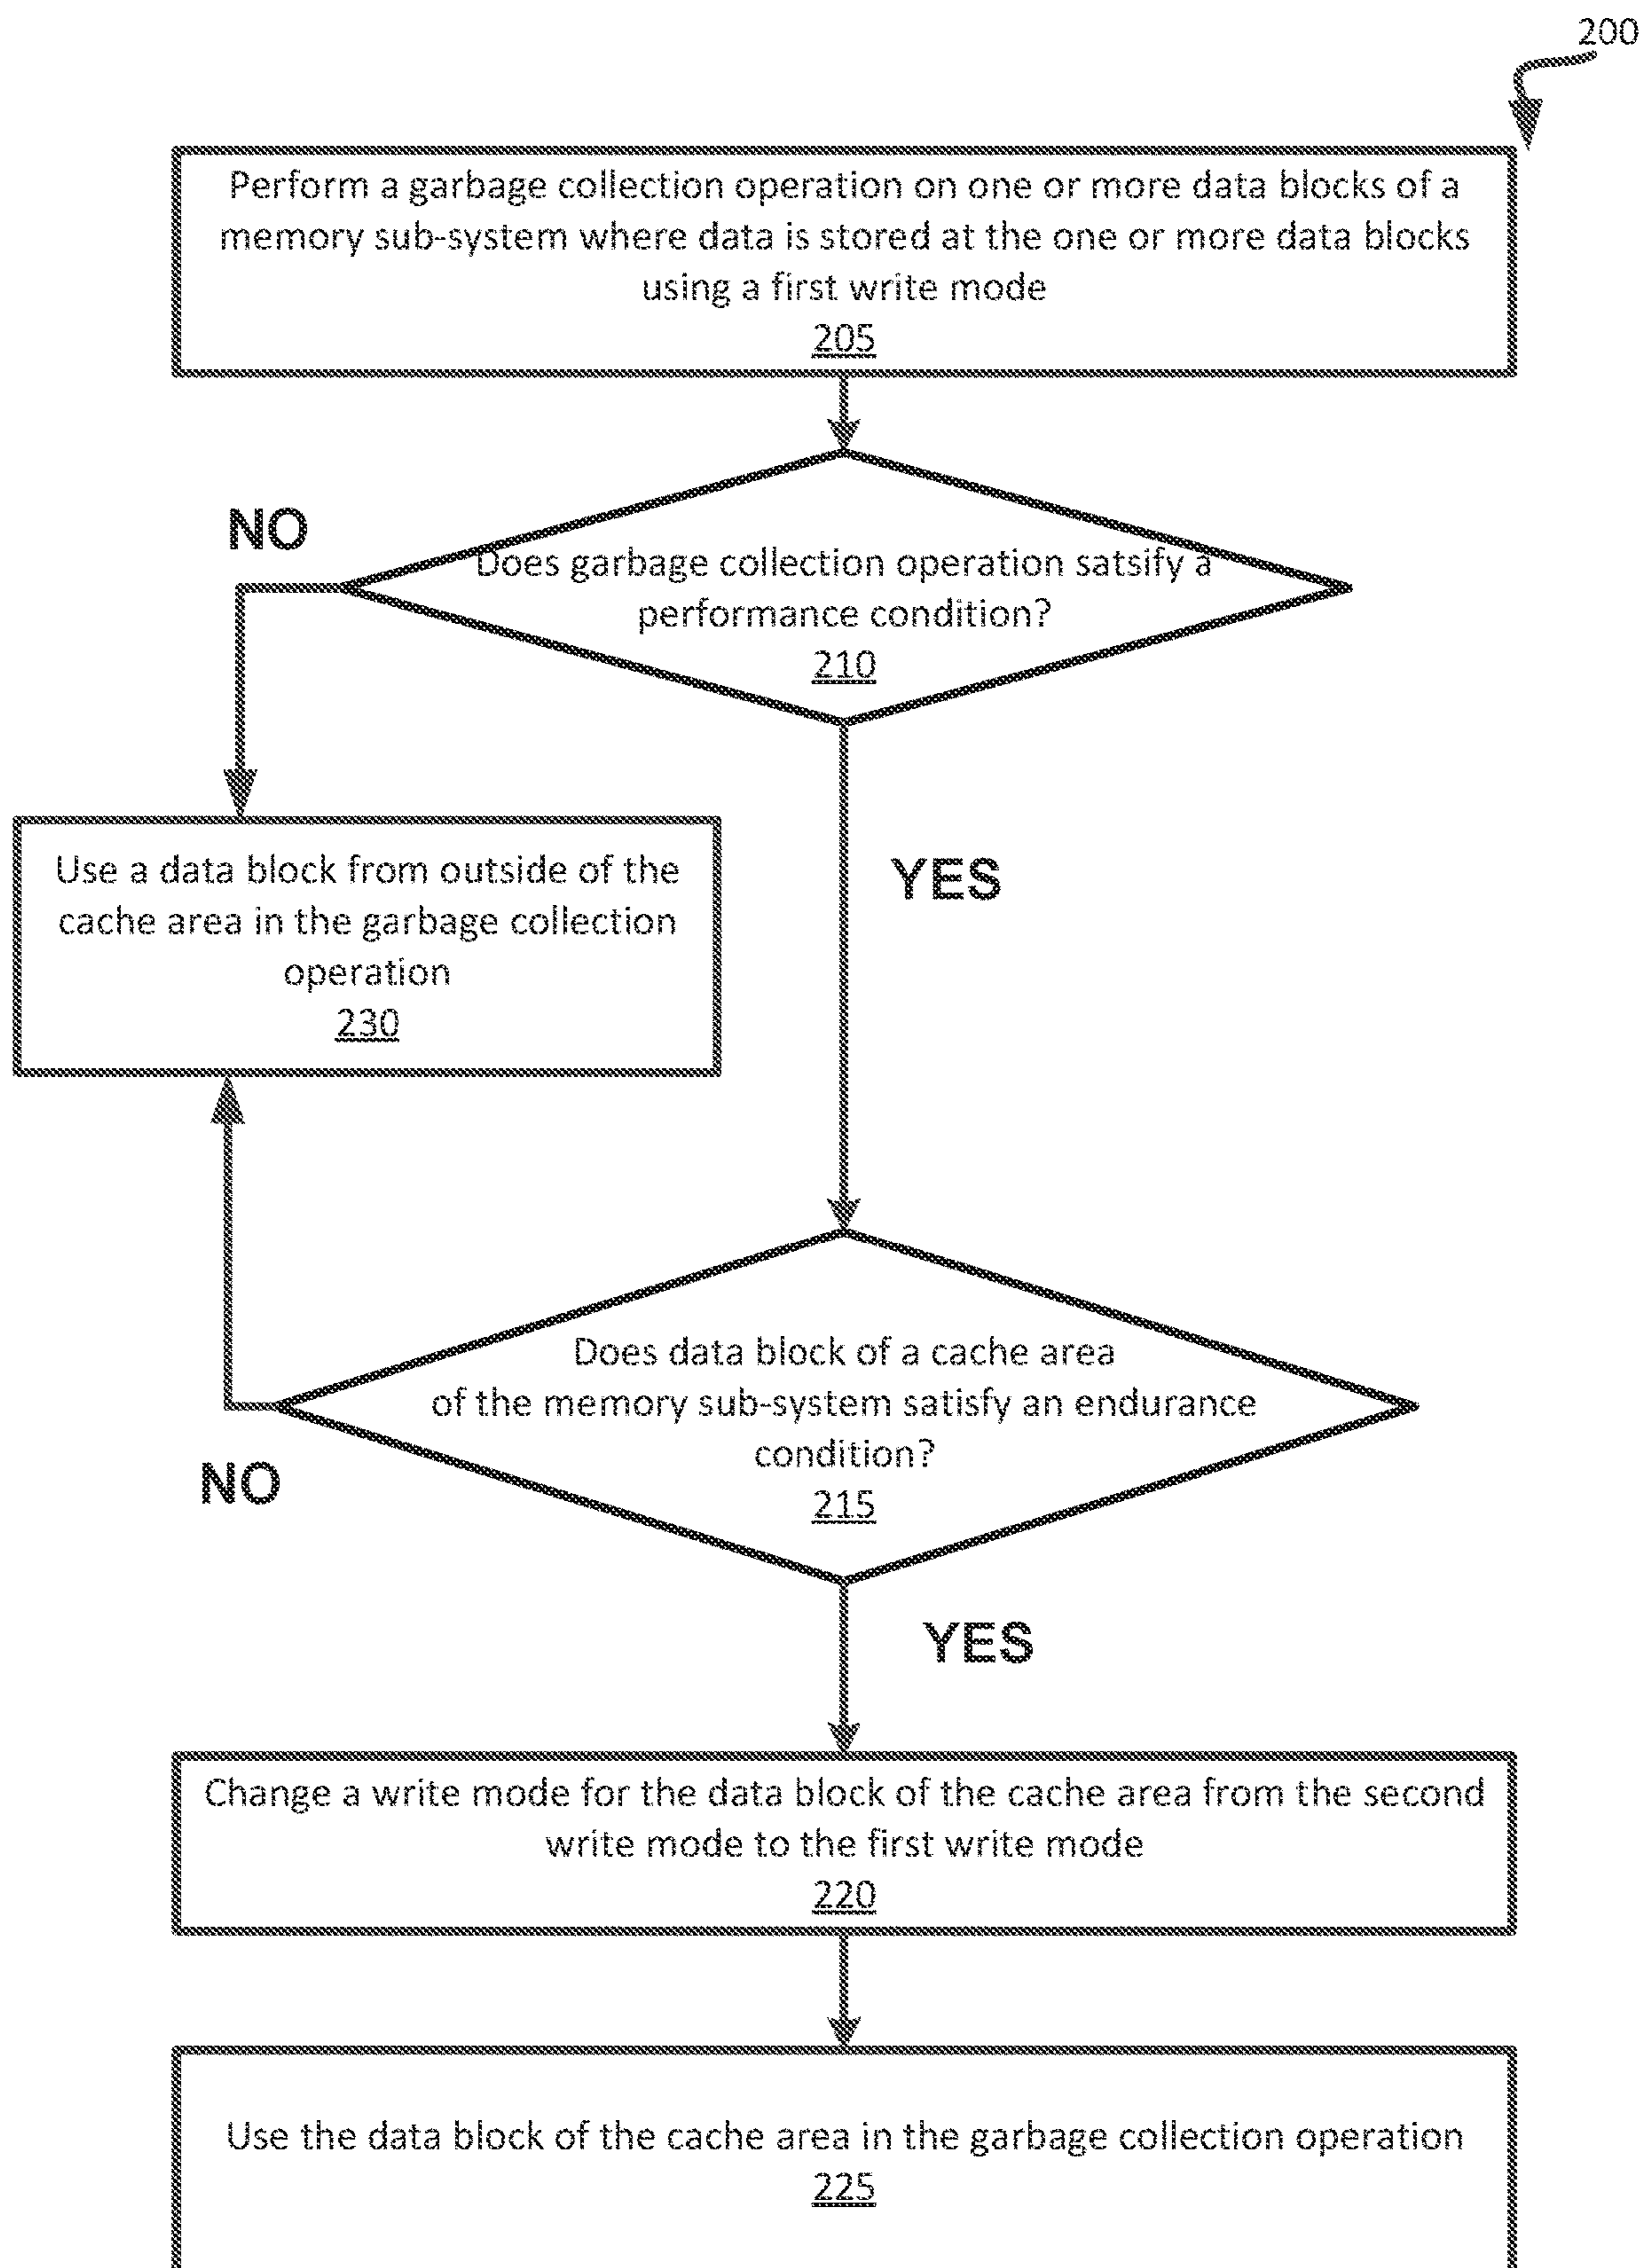 200
Perform a garbage collection operation on one or more data blocks of a
memory sub-system where data is stored at the one or more data blocks
using a first write mode
205
NO
Does garbage collection operation satsify a
performance condition?
210
Use a data block from outside of the
cache area in the garbage collection
operation
230
YES
Does data block of a cache area
of the memory sub-system satisfy an endurance
condition?
215
NO
YES
Change a write mode for the data block of the cache area from the second
write mode to the first write mode
220
Use the data block of the cache area in the garbage collection operation
225